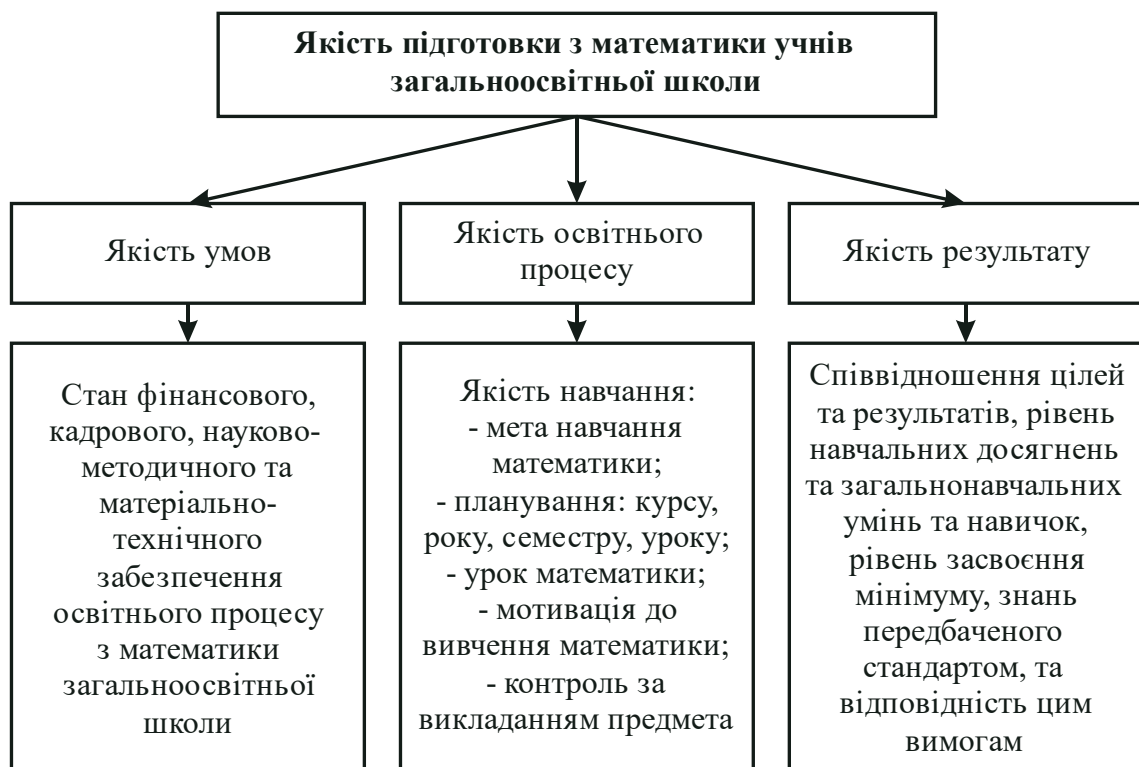 Якість підготовки з математики учнів
загальноосвітньої школи
Якість умов
Якість освітнього
процесу
Якість результату
Стан фінансового,
кадрового, науково-
методичного та
матеріально-
технічного
забезпечення
освітнього процесу
з математики
загальноосвітньої
школи
Якість навчання:
- мета навчання
математики;
- планування: курсу,
року, семестру, уроку;
- урок математики;
- мотивація до
вивчення математики;
- контроль за
викладанням предмета
Співвідношення цілей
та результатів, рівень
навчальних досягнень
та загальнонавчальних
умінь та навичок,
рівень засвоєння
мінімуму, знань
передбаченого
стандартом, та
відповідність цим
вимогам